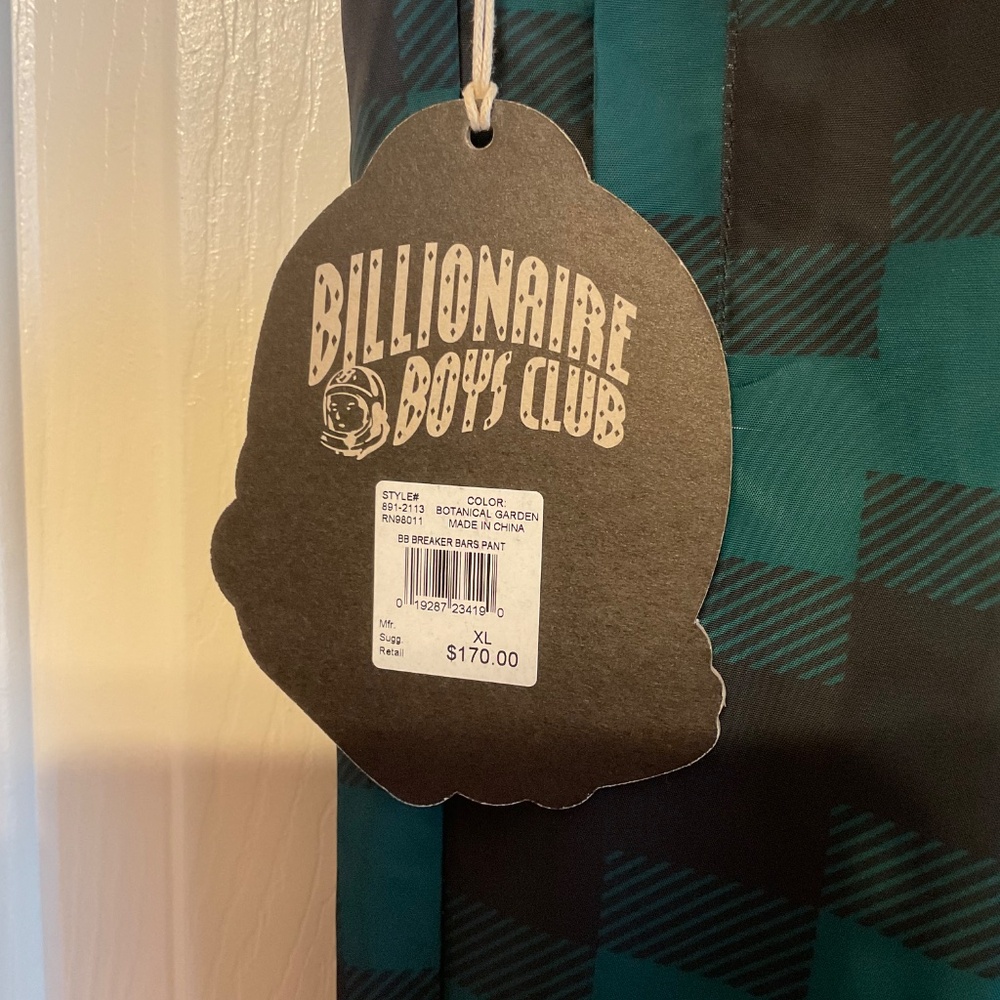 BILLIONAIRE
BOYS CLUB
STYLE#
891-2113
RN98011
COLOR:
BOTANICAL GARDEN
MADE IN CHINA
BB BREAKER BARS PANT
0 19287 23419 0
Mfr.
Sugg.
Retail
XL
$170.00